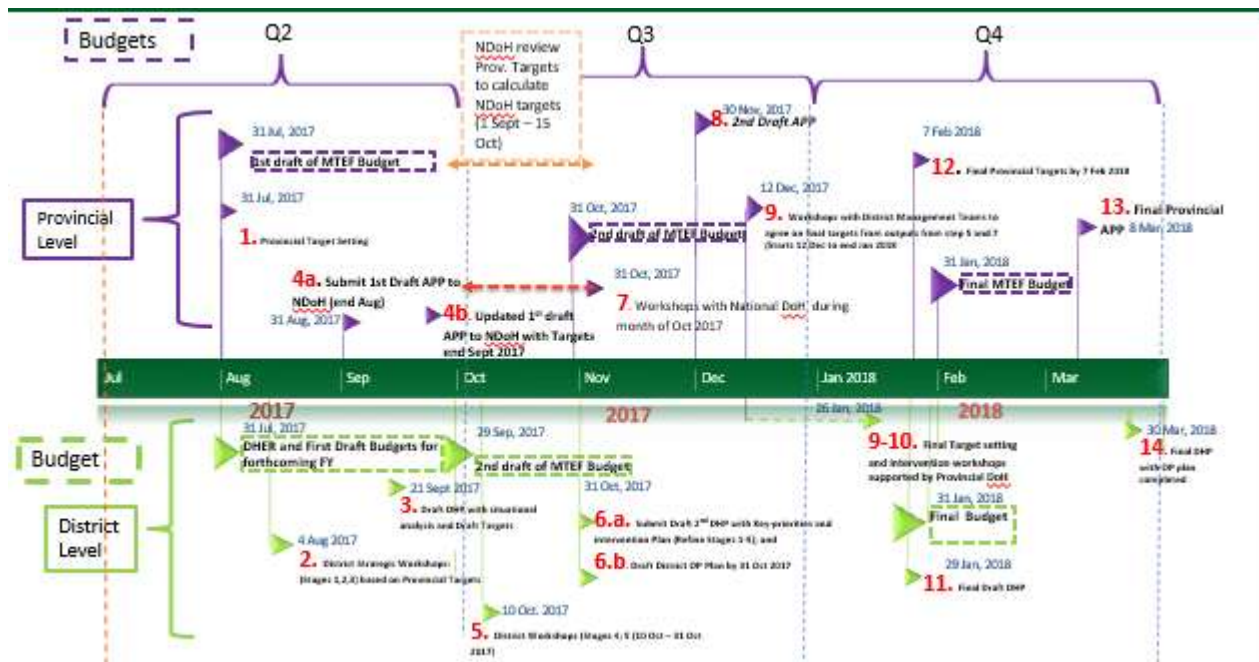 Budgets
Q2
Q3
Q4
NDoH review
Prov. Targets
to calculate
NDoH targets
(1 Sept – 15
Oct)
31 Jul, 2017
1st draft of MTEF Budget
30 Nov, 2017
8. 2nd Draft APP
7 Feb 2018
12. Final Provincial Targets by 7 Feb 2018
Provincial
Level
31 Jul, 2017
1. Provincial Target Setting
31 Oct, 2017
2nd draft of MTEF Budget
12 Dec, 2017
9. Workshops with District Management Teams to
agree on final targets from outputs from step 5 and 7
(Starts 12 Dec to end Jan 2018
13. Final Provincial
APP 8 Mar, 2018
4a. Submit 1st Draft APP to
NDoH (end Aug)
31 Aug, 2017
4b. Updated 1st draft
APP to NDoH with Targets
end Sept 2017
31 Oct, 2017
7. Workshops with National DoH during
month of Oct 2017
31 Jan, 2018
Final MTEF Budget
Jul
Aug
Sep
Oct
Nov
Dec
Jan 2018
Feb
Mar
2017
2017
2018
Budget
31 Jul, 2017
DHER and First Draft Budgets for
forthcoming FY
29 Sep, 2017
2nd draft of MTEF Budget
26 Jan, 2018
9-10. Final Target setting
and intervention workshops
supported by Provincial DoH
30 Mar, 2018
14. Final DHP
with OP plan
completed
District
Level
21 Sept 2017
3. Draft DHP with situational
analysis and Draft Targets
31 Oct, 2017
6.a. Submit Draft 2nd DHP with Key-priorities and
intervention Plan (Refine Stages 1-5); and
6.b. Draft District OP Plan by 31 Oct 2017
31 Jan, 2018
Final Budget
4 Aug 2017
2. District Strategic Workshops:
(Stages 1,2,3) based on Provincial Targets
29 Jan, 2018
11. Final Draft DHP
10 Oct. 2017
5. District Workshops (Stages 4; 5 (10 Oct – 31 Oct
2017)